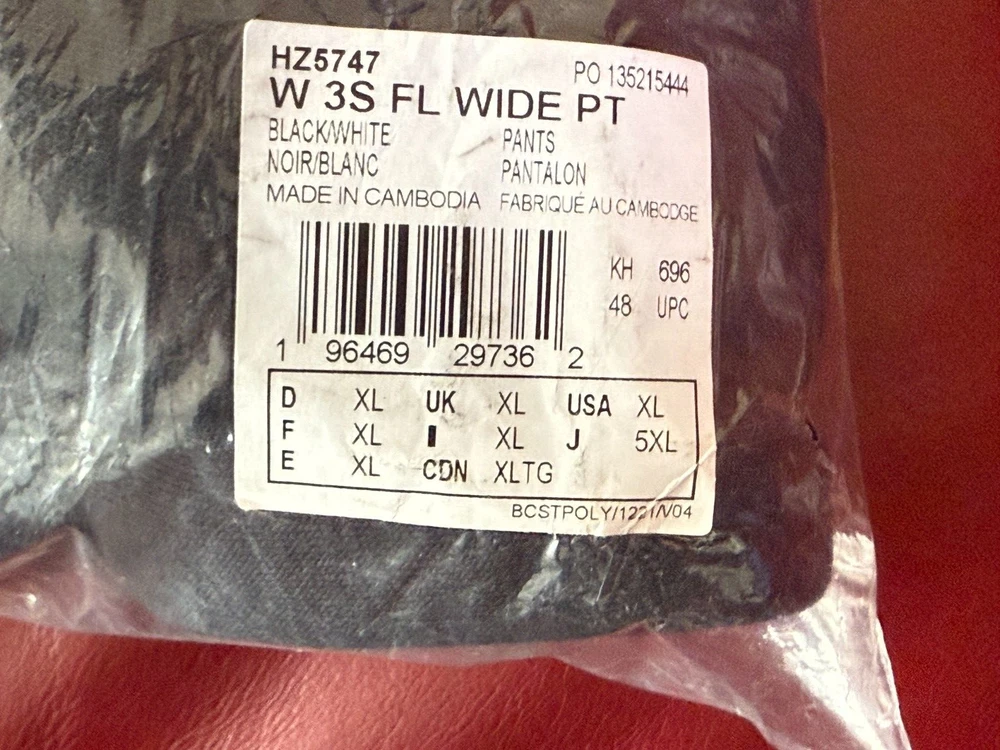 HZ5747
PO 135215444
W 3S FL WIDE PT
BLACK/WHITE PANTS
NOIR/BLANC PANTALON
MADE IN CAMBODIA FABRIQUÉ AU CAMBODGE
KH 696
48 UPC
1 96469 29736 2
D XL UK XL USA XL
F XL I XL J 5XL
E XL CDN XLTG
BCSTPOLY/1221/V04